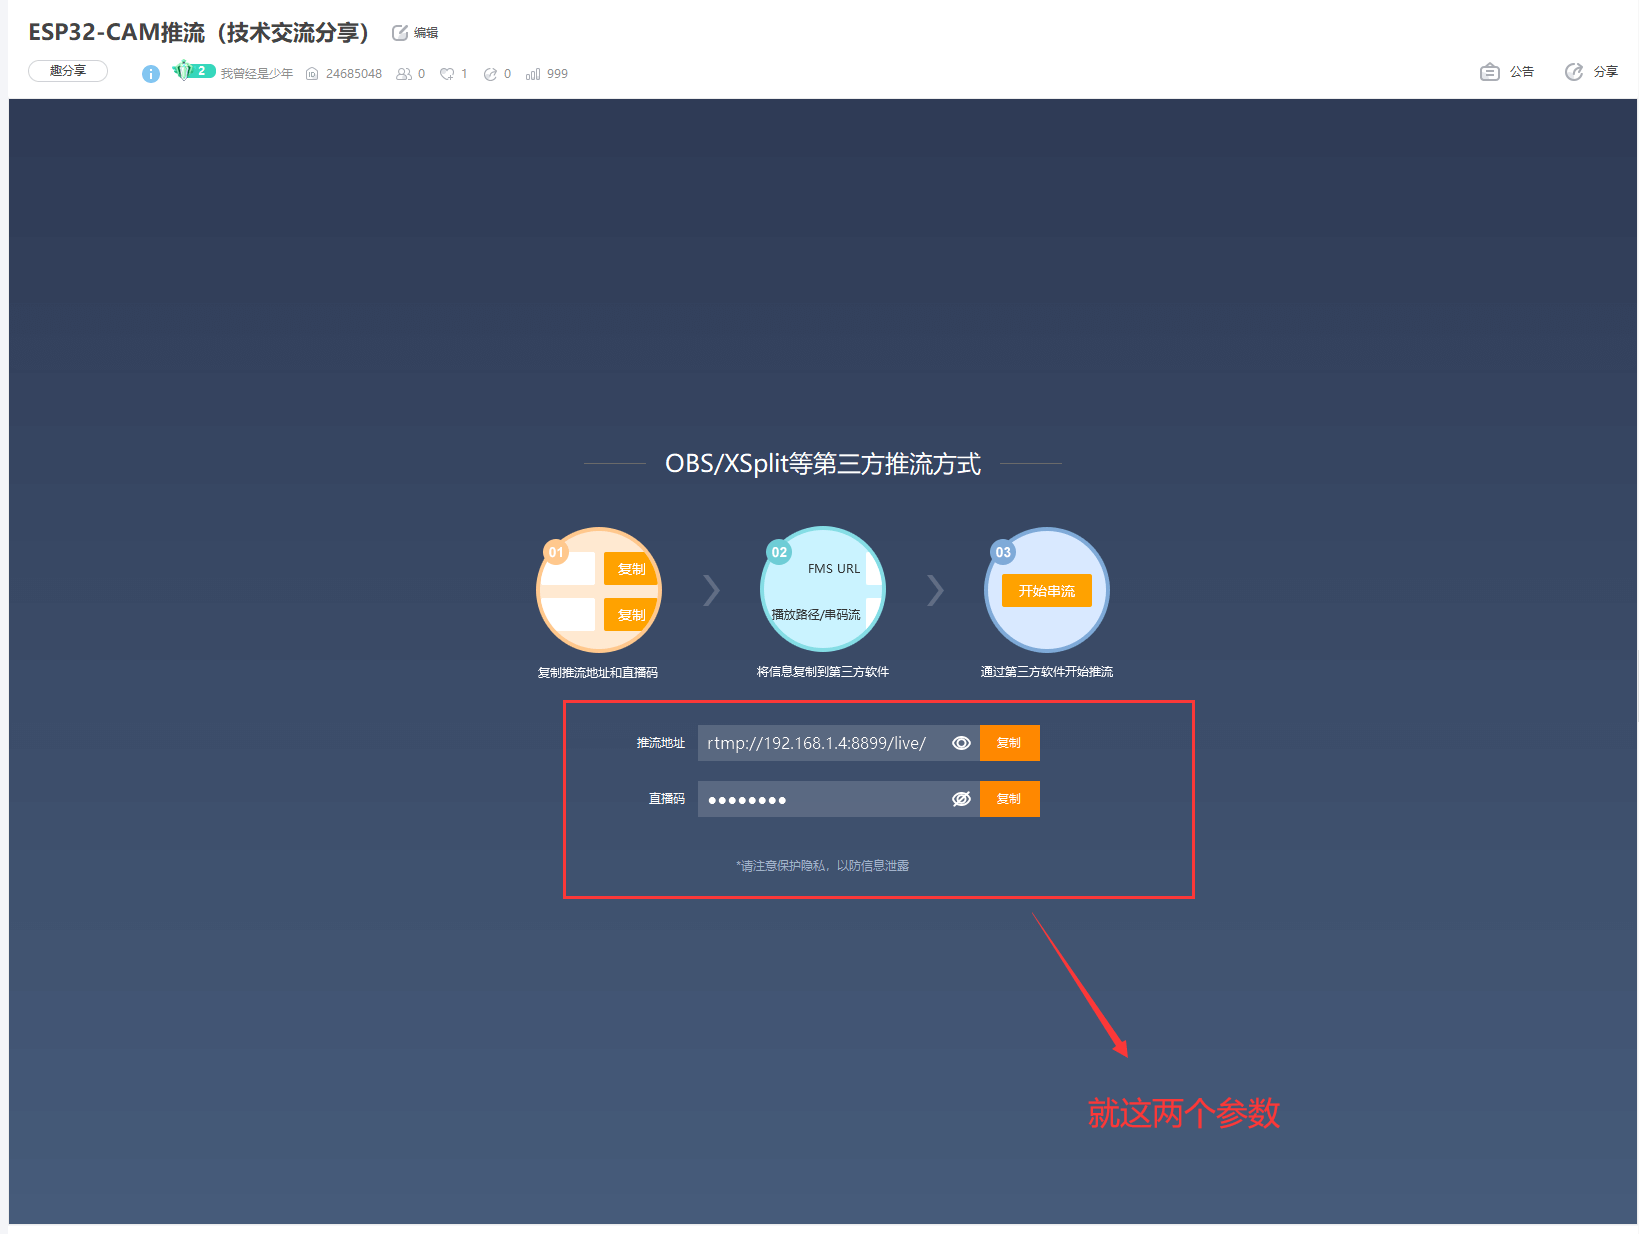 ESP32-CAM推流（技术交流分享） 编辑
趣分享 2 我曾经是少年 24685048 0 1 0 999 公告 分享
OBS/XSplit等第三方推流方式
01 复制 复制
02 FMS URL 播放路径/串码流
03 开始串流
复制推流地址和直播码 将信息复制到第三方软件 通过第三方软件开始推流
推流地址 rtmp://192.168.1.4:8899/live/ 复制
直播码 ●●●●●●●● 复制
*请注意保护隐私，以防信息泄露
就这两个参数